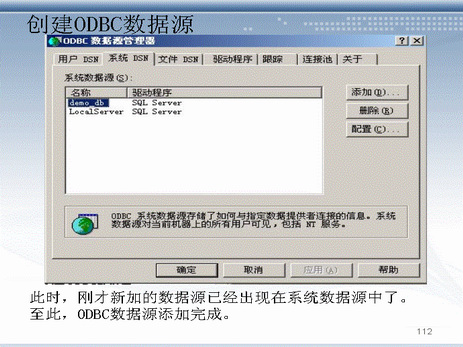 创建ODBC数据源
ODBC 数据源管理器
用户 DSN 系统 DSN 文件 DSN 驱动程序 跟踪 连接池 关于
系统数据源(S):
名称 驱动程序
demo_db SQL Server
LocalServer SQL Server
添加(D)...
删除(R)
配置(C)...
ODBC 系统数据源存储了如何与指定数据提供者连接的信息。系统
数据源对当前机器上的所有用户可见,包括 NT 服务。
确定 取消 应用(A) 帮助
此时,刚才新加的数据源已经出现在系统数据源中了。
至此,ODBC数据源添加完成。
112